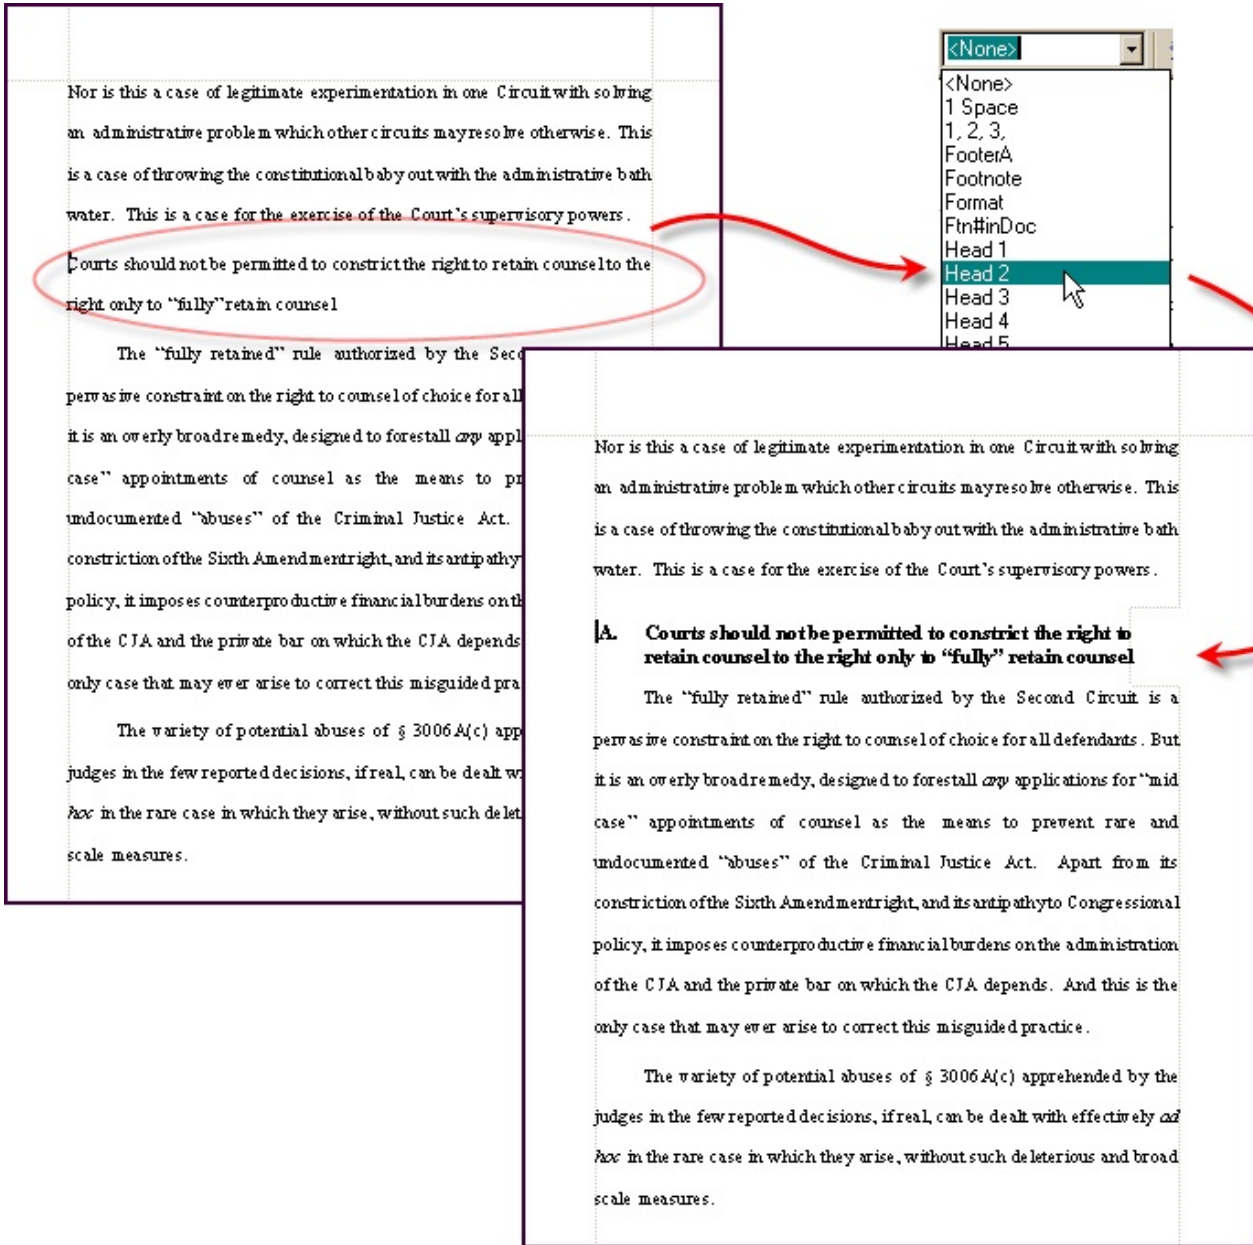 Nor is this a case of legitimate experimentation in one Circuit with solving
an administrative problem which other circuits may resolve otherwise. This
is a case of throwing the constitutional baby out with the administrative bath
water. This is a case for the exercise of the Court's supervisory powers.
Courts should not be permitted to constrict the right to retain counsel to the
right only to “fully” retain counsel
The “fully retained” rule authorized by the Seco
pervasive constraint on the right to counsel of choice for all
it is an overly broad remedy, designed to forestall any appl
case” appointments of counsel as the means to pr
undocumented “abuses” of the Criminal Justice Act.
constriction of the Sixth Amendment right, and its antipathy
policy, it imposes counterproductive financial burdens on th
of the CJA and the private bar on which the CJA depends
only case that may ever arise to correct this misguided pra
The variety of potential abuses of § 3006A(c) app
judges in the few reported decisions, if real, can be dealt wi
hoc in the rare case in which they arise, without such delet
scale measures.
<None>
<None>
1 Space
1, 2, 3,
FooterA
Footnote
Format
Ftn#inDoc
Head 1
Head 2
Head 3
Head 4
Head 5
Nor is this a case of legitimate experimentation in one Circuit with solving
an administrative problem which other circuits may resolve otherwise. This
is a case of throwing the constitutional baby out with the administrative bath
water. This is a case for the exercise of the Court's supervisory powers.
A. Courts should not be permitted to constrict the right to
retain counsel to the right only to “fully” retain counsel
The “fully retained” rule authorized by the Second Circuit is a
pervasive constraint on the right to counsel of choice for all defendants. But
it is an overly broad remedy, designed to forestall any applications for “mid
case” appointments of counsel as the means to prevent rare and
undocumented “abuses” of the Criminal Justice Act. Apart from its
constriction of the Sixth Amendment right, and its antipathy to Congressional
policy, it imposes counterproductive financial burdens on the administration
of the CJA and the private bar on which the CJA depends. And this is the
only case that may ever arise to correct this misguided practice.
The variety of potential abuses of § 3006A(c) apprehended by the
judges in the few reported decisions, if real, can be dealt with effectively ad
hoc in the rare case in which they arise, without such deleterious and broad
scale measures.